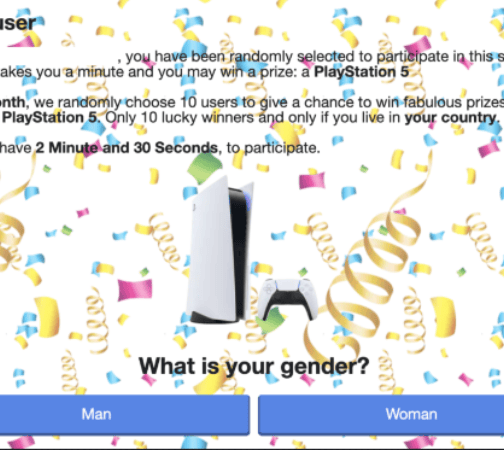 user
, you have been randomly selected to participate in this s
akes you a minute and you may win a prize: a PlayStation 5
onth, we randomly choose 10 users to give a chance to win fabulous prizes
PlayStation 5. Only 10 lucky winners and only if you live in your country.
have 2 Minute and 30 Seconds, to participate.
What is your gender?
Man
Woman